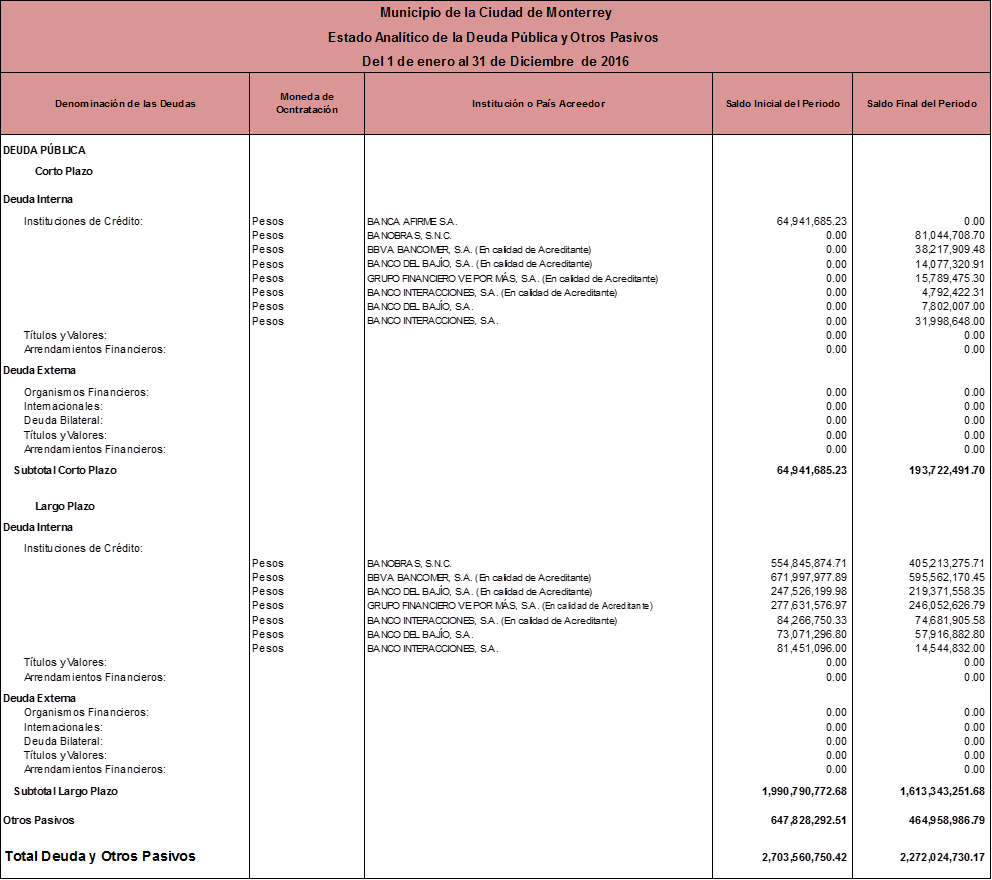 Municipio de la Ciudad de Monterrey
Estado Analítico de la Deuda Pública y Otros Pasivos
Del 1 de enero al 31 de Diciembre de 2016
Denominación de las Deudas Moneda de Ocntratación Institución o País Acreedor Saldo Inicial del Periodo Saldo Final del Periodo
DEUDA PÚBLICA
Corto Plazo
Deuda Interna
Instituciones de Crédito: Pesos BANCA AFIRME S.A. 64,941,685.23 0.00
Pesos BANOBRAS, S.N.C. 0.00 81,044,708.70
Pesos BBVA BANCOMER, S.A. (En calidad de Acreditante) 0.00 38,217,909.48
Pesos BANCO DEL BAJÍO, S.A. (En calidad de Acreditante) 0.00 14,077,320.91
Pesos GRUPO FINANCIERO VE POR MÁS, S.A. (En calidad de Acreditante) 0.00 15,789,475.30
Pesos BANCO INTERACCIONES, S.A. (En calidad de Acreditante) 0.00 4,792,422.31
Pesos BANCO DEL BAJÍO, S.A. 0.00 7,802,007.00
Pesos BANCO INTERACCIONES, S.A. 0.00 31,998,648.00
Títulos y Valores: 0.00 0.00
Arrendamientos Financieros: 0.00 0.00
Deuda Externa
Organismos Financieros: 0.00 0.00
Internacionales: 0.00 0.00
Deuda Bilateral: 0.00 0.00
Títulos y Valores: 0.00 0.00
Arrendamientos Financieros: 0.00 0.00
Subtotal Corto Plazo 64,941,685.23 193,722,491.70
Largo Plazo
Deuda Interna
Instituciones de Crédito:
Pesos BANOBRAS, S.N.C. 554,845,874.71 405,213,275.71
Pesos BBVA BANCOMER, S.A. (En calidad de Acreditante) 671,997,977.89 595,562,170.45
Pesos BANCO DEL BAJÍO, S.A. (En calidad de Acreditante) 247,526,199.98 219,371,558.35
Pesos GRUPO FINANCIERO VE POR MÁS, S.A. (En calidad de Acreditante) 277,631,576.97 246,052,626.79
Pesos BANCO INTERACCIONES, S.A. (En calidad de Acreditante) 84,266,750.33 74,681,905.58
Pesos BANCO DEL BAJÍO, S.A. 73,071,296.80 57,916,882.80
Pesos BANCO INTERACCIONES, S.A. 81,451,096.00 14,544,832.00
Títulos y Valores: 0.00 0.00
Arrendamientos Financieros: 0.00 0.00
Deuda Externa
Organismos Financieros: 0.00 0.00
Internacionales: 0.00 0.00
Deuda Bilateral: 0.00 0.00
Títulos y Valores: 0.00 0.00
Arrendamientos Financieros: 0.00 0.00
Subtotal Largo Plazo 1,990,790,772.68 1,613,343,251.68
Otros Pasivos 647,828,292.51 464,958,986.79
Total Deuda y Otros Pasivos 2,703,560,750.42 2,272,024,730.17